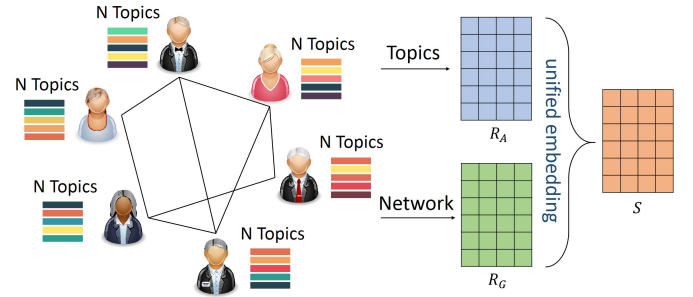 N Topics
N Topics
N Topics
N Topics
N Topics
N Topics
Topics
Network
R_A
R_G
unified embedding
S